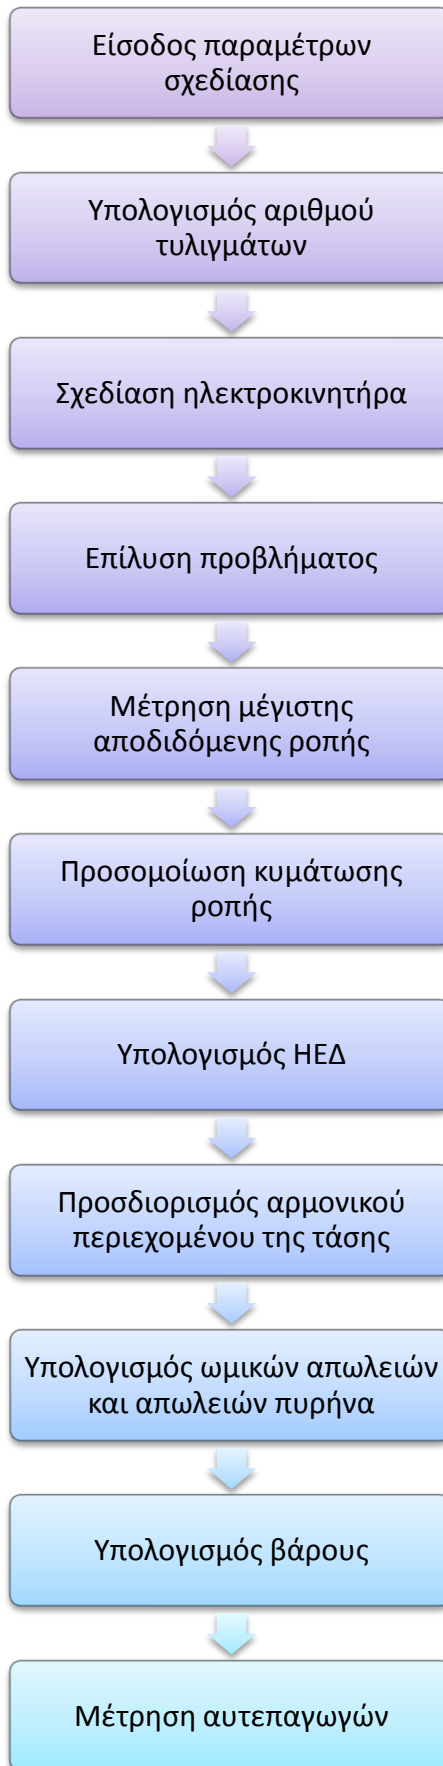 Είσοδος παραμέτρων
σχεδίασης
Υπολογισμός αριθμού
τυλιγμάτων
Σχεδίαση ηλεκτροκινητήρα
Επίλυση προβλήματος
Μέτρηση μέγιστης
αποδιδόμενης ροπής
Προσομοίωση κυμάτωσης
ροπής
Υπολογισμός ΗΕΔ
Προσδιορισμός αρμονικού
περιεχομένου της τάσης
Υπολογισμός ωμικών απωλειών
και απωλειών πυρήνα
Υπολογισμός βάρους
Μέτρηση αυτεπαγωγών